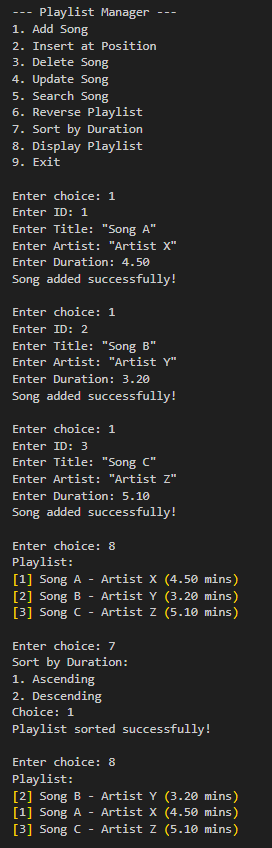 --- Playlist Manager ---
1. Add Song
2. Insert at Position
3. Delete Song
4. Update Song
5. Search Song
6. Reverse Playlist
7. Sort by Duration
8. Display Playlist
9. Exit
Enter choice: 1
Enter ID: 1
Enter Title: "Song A"
Enter Artist: "Artist X"
Enter Duration: 4.50
Song added successfully!
Enter choice: 1
Enter ID: 2
Enter Title: "Song B"
Enter Artist: "Artist Y"
Enter Duration: 3.20
Song added successfully!
Enter choice: 1
Enter ID: 3
Enter Title: "Song C"
Enter Artist: "Artist Z"
Enter Duration: 5.10
Song added successfully!
Enter choice: 8
Playlist:
[1] Song A - Artist X (4.50 mins)
[2] Song B - Artist Y (3.20 mins)
[3] Song C - Artist Z (5.10 mins)
Enter choice: 7
Sort by Duration:
1. Ascending
2. Descending
Choice: 1
Playlist sorted successfully!
Enter choice: 8
Playlist:
[2] Song B - Artist Y (3.20 mins)
[1] Song A - Artist X (4.50 mins)
[3] Song C - Artist Z (5.10 mins)